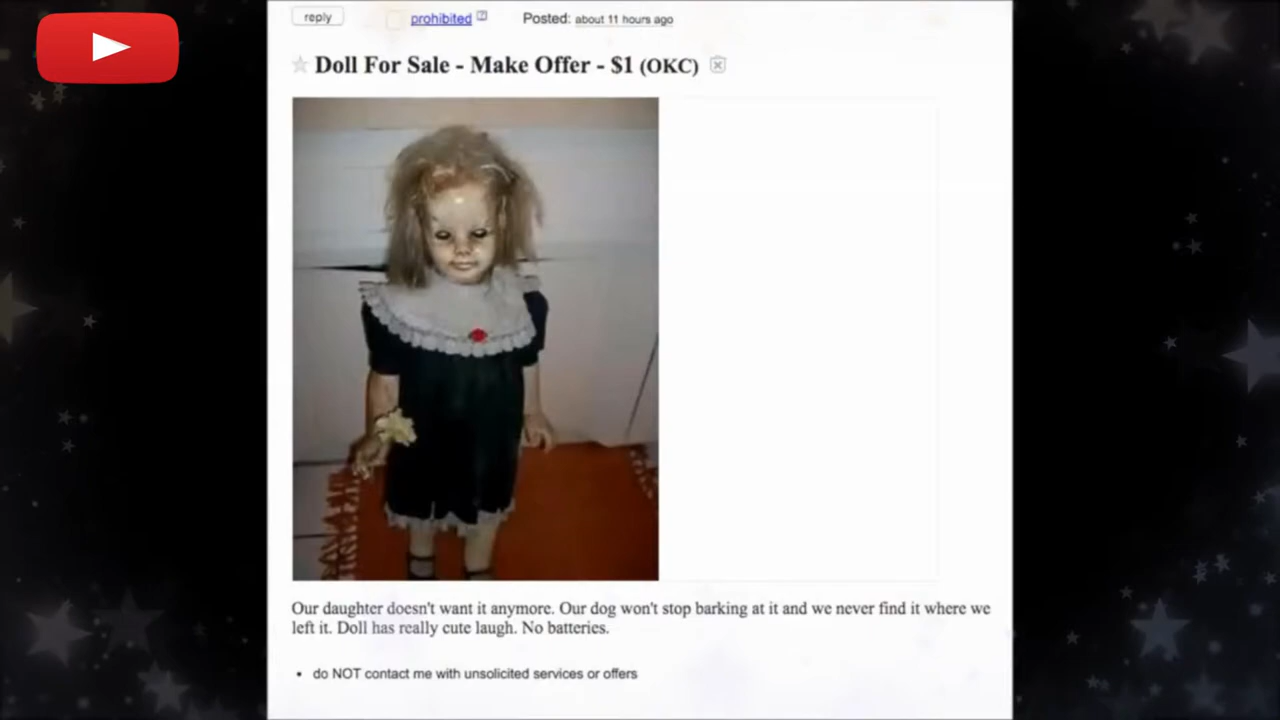 reply prohibited [?] Posted: about 11 hours ago
Doll For Sale - Make Offer - $1 (OKC)
Our daughter doesn't want it anymore. Our dog won't stop barking at it and we never find it where we
left it. Doll has really cute laugh. No batteries.
• do NOT contact me with unsolicited services or offers